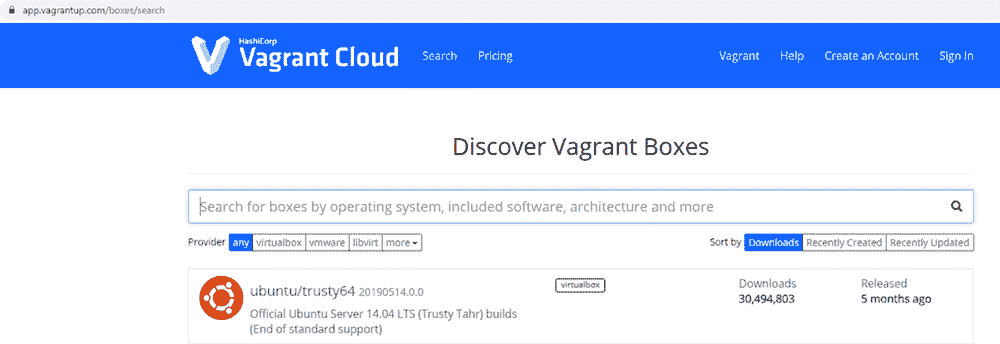 app.vagrantup.com/boxes/search
HashiCorp
Vagrant Cloud
Search Pricing Vagrant Help Create an Account Sign In
Discover Vagrant Boxes
Search for boxes by operating system, included software, architecture and more
Provider any virtualbox vmware libvirt more Sort by Downloads Recently Created Recently Updated
ubuntu/trusty64 20190514.0.0 virtualbox Downloads Released
30,494,803 5 months ago
Official Ubuntu Server 14.04 LTS (Trusty Tahr) builds
(End of standard support)